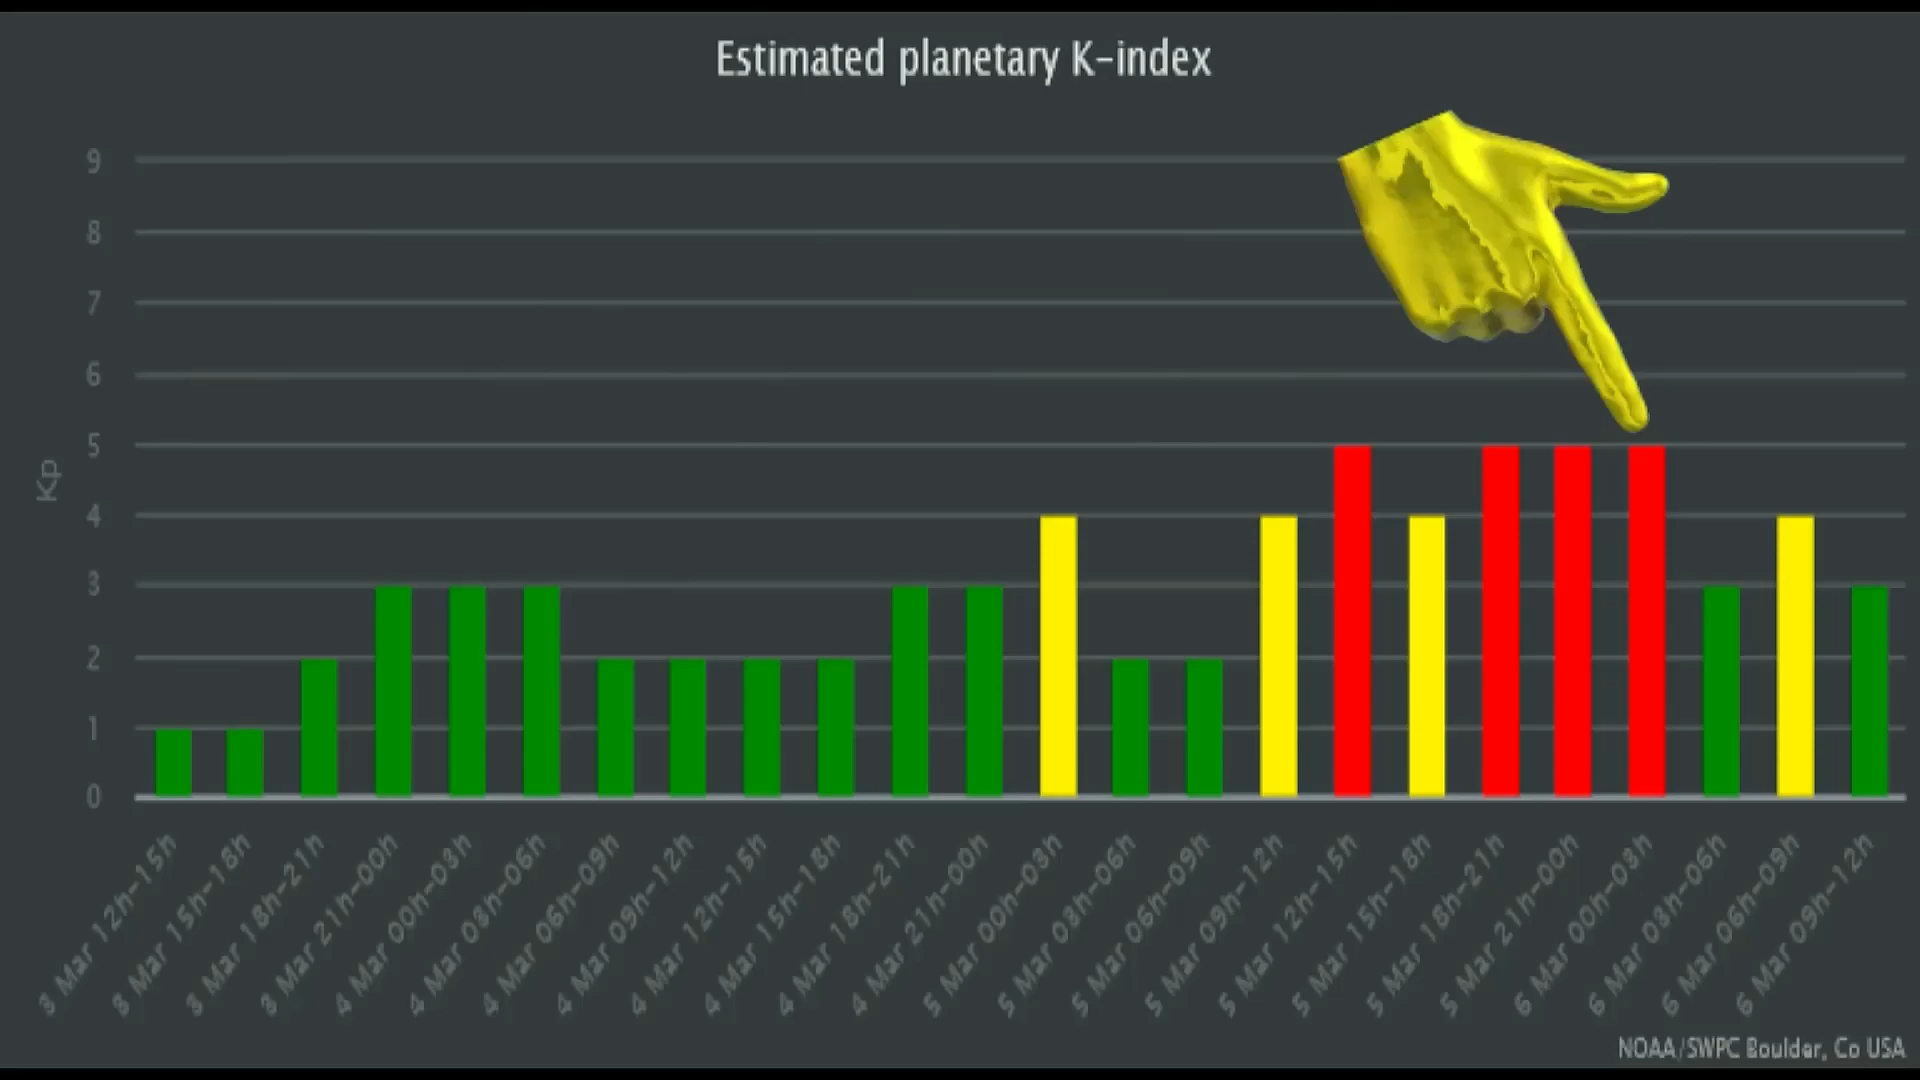 Estimated planetary K-index
9
8
7
6
5
4
3
2
1
0
Kp
3 Mar 12h-15h
3 Mar 15h-18h
3 Mar 18h-21h
3 Mar 21h-00h
4 Mar 00h-03h
4 Mar 03h-06h
4 Mar 06h-09h
4 Mar 09h-12h
4 Mar 12h-15h
4 Mar 15h-18h
4 Mar 18h-21h
4 Mar 21h-00h
5 Mar 00h-03h
5 Mar 03h-06h
5 Mar 06h-09h
5 Mar 09h-12h
5 Mar 12h-15h
5 Mar 15h-18h
5 Mar 18h-21h
5 Mar 21h-00h
6 Mar 00h-03h
6 Mar 03h-06h
6 Mar 06h-09h
6 Mar 09h-12h
NOAA/SWPC Boulder, Co USA